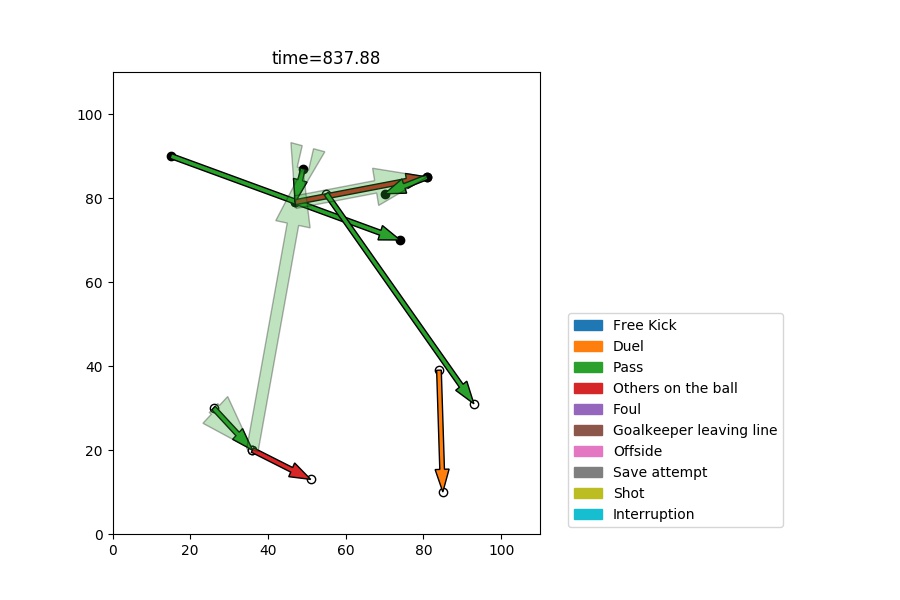 time=837.88
100
80
60
40
20
0
0 20 40 60 80 100
Free Kick
Duel
Pass
Others on the ball
Foul
Goalkeeper leaving line
Offside
Save attempt
Shot
Interruption